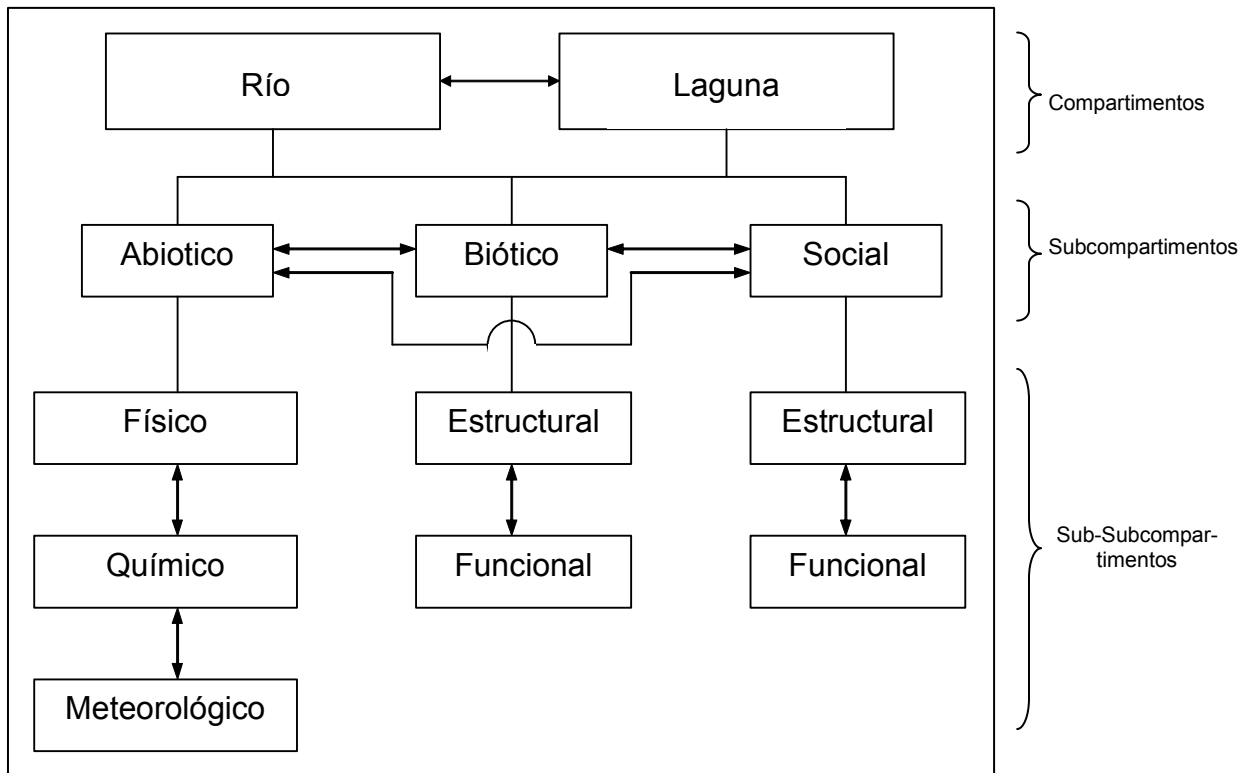 Río
Laguna
Compartimentos
Abiotico
Biótico
Social
Subcompartimentos
Físico
Estructural
Estructural
Químico
Funcional
Funcional
Sub-Subcompar-
timentos
Meteorológico